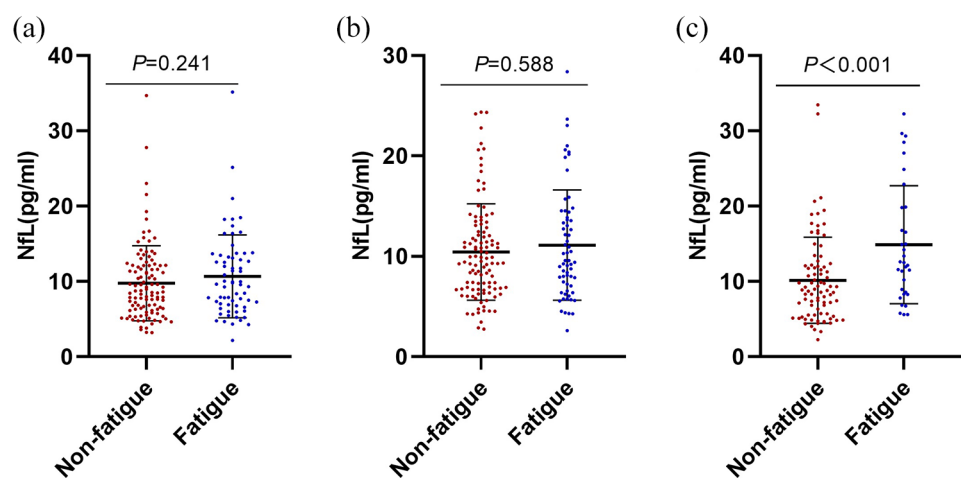 (a)
P=0.241
NfL(pg/ml)
40
30
20
10
0
Non-fatigue
Fatigue
(b)
P=0.588
NfL(pg/ml)
30
20
10
0
Non-fatigue
Fatigue
(c)
P<0.001
NfL(pg/ml)
40
30
20
10
0
Non-fatigue
Fatigue